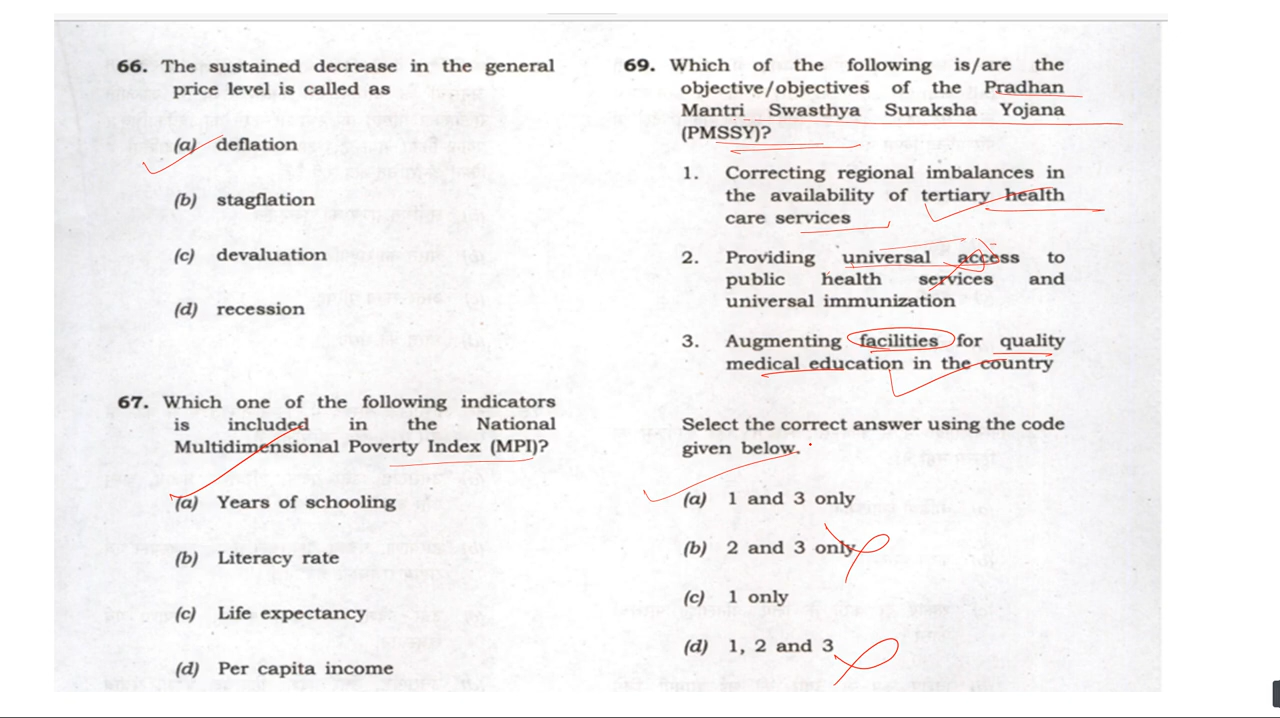 66. The sustained decrease in the general
price level is called as
(a) deflation
(b) stagflation
(c) devaluation
(d) recession
67. Which one of the following indicators
is included in the National
Multidimensional Poverty Index (MPI)?
(a) Years of schooling
(b) Literacy rate
(c) Life expectancy
(d) Per capita income
69. Which of the following is/are the
objective/objectives of the Pradhan
Mantri Swasthya Suraksha Yojana
(PMSSY)?
1. Correcting regional imbalances in
the availability of tertiary health
care services
2. Providing universal access to
public health services and
universal immunization
3. Augmenting facilities for quality
medical education in the country
Select the correct answer using the code
given below.
(a) 1 and 3 only
(b) 2 and 3 only
(c) 1 only
(d) 1, 2 and 3